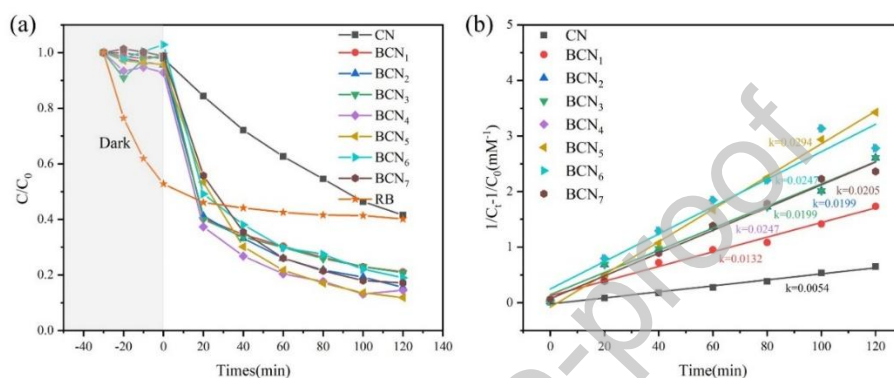 (a)
C/C0
1.0
0.8
0.6
0.4
0.2
0.0
-40
-20
0
20
40
60
80
100
120
140
Times(min)
Dark
CN
BCN1
BCN2
BCN3
BCN4
BCN5
BCN6
BCN7
RB
(b)
1/Ct-1/C0(mM-1)
5
4
3
2
1
0
0
20
40
60
80
100
120
Time(min)
CN
BCN1
BCN2
BCN3
BCN4
BCN5
BCN6
BCN7
k=0.0294
k=0.0247
k=0.0205
k=0.0199
k=0.0199
k=0.0247
k=0.0132
k=0.0054
-proof